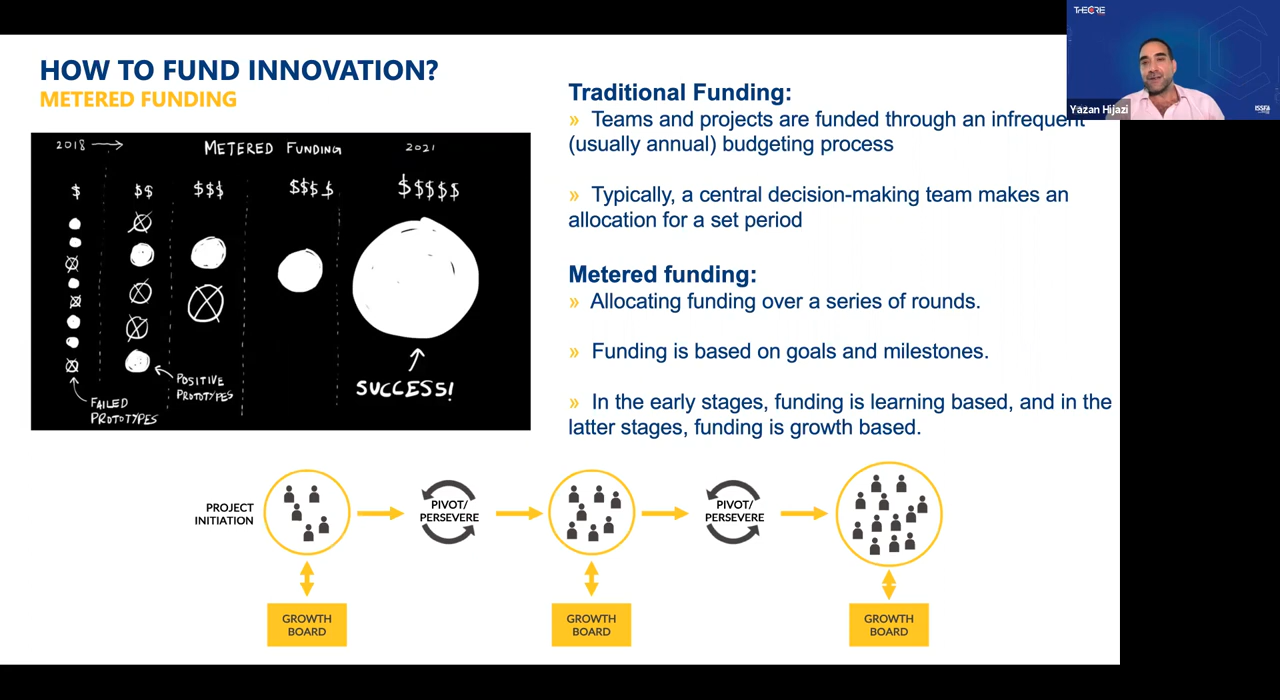 HOW TO FUND INNOVATION?
METERED FUNDING
2018
METERED FUNDING
2021
$
$$
$$$
$$$$
$$$$$
POSITIVE
PROTOTYPES
FAILED
PROTOTYPES
SUCCESS!
Traditional Funding:
» Teams and projects are funded through an infrequent
(usually annual) budgeting process
» Typically, a central decision-making team makes an
allocation for a set period
Metered funding:
» Allocating funding over a series of rounds.
» Funding is based on goals and milestones.
» In the early stages, funding is learning based, and in the
latter stages, funding is growth based.
PROJECT
INITIATION
PIVOT/
PERSEVERE
PIVOT/
PERSEVERE
GROWTH
BOARD
GROWTH
BOARD
GROWTH
BOARD
THECORE
Yazan Hijazi
ISSFA